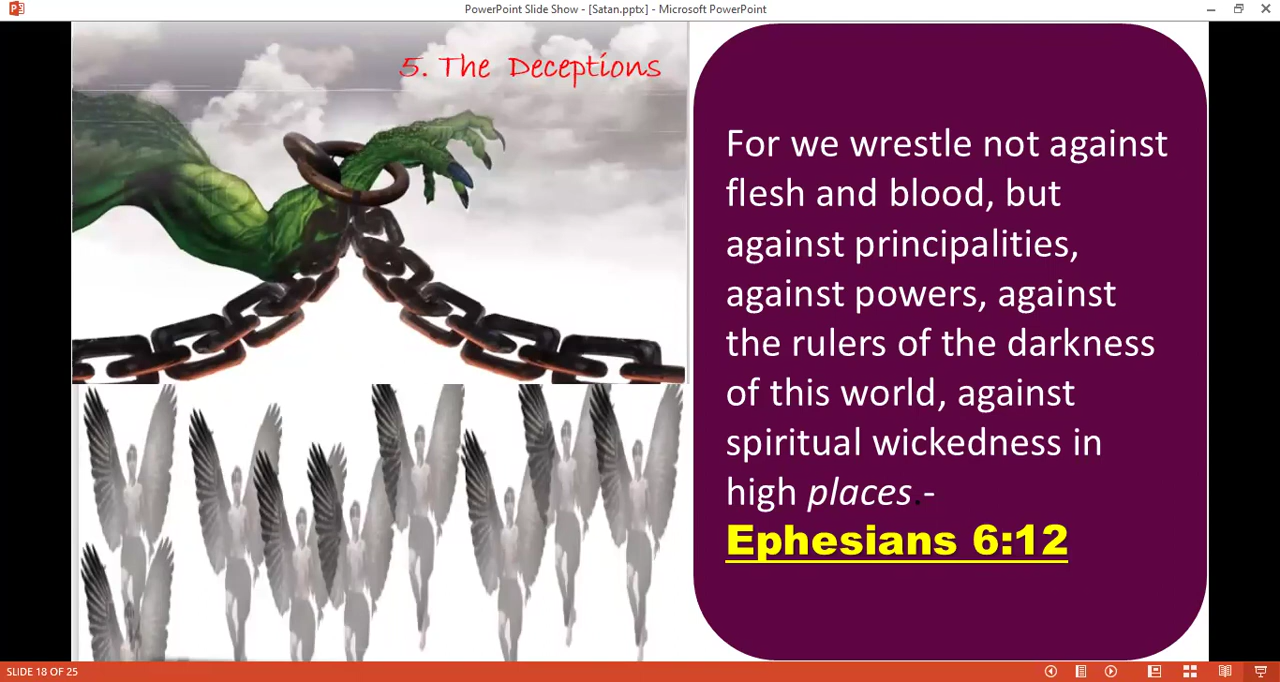 PowerPoint Slide Show - [Satan.pptx] - Microsoft PowerPoint
5. The Deceptions
For we wrestle not against
flesh and blood, but
against principalities,
against powers, against
the rulers of the darkness
of this world, against
spiritual wickedness in
high places.-
Ephesians 6:12
SLIDE 18 OF 25